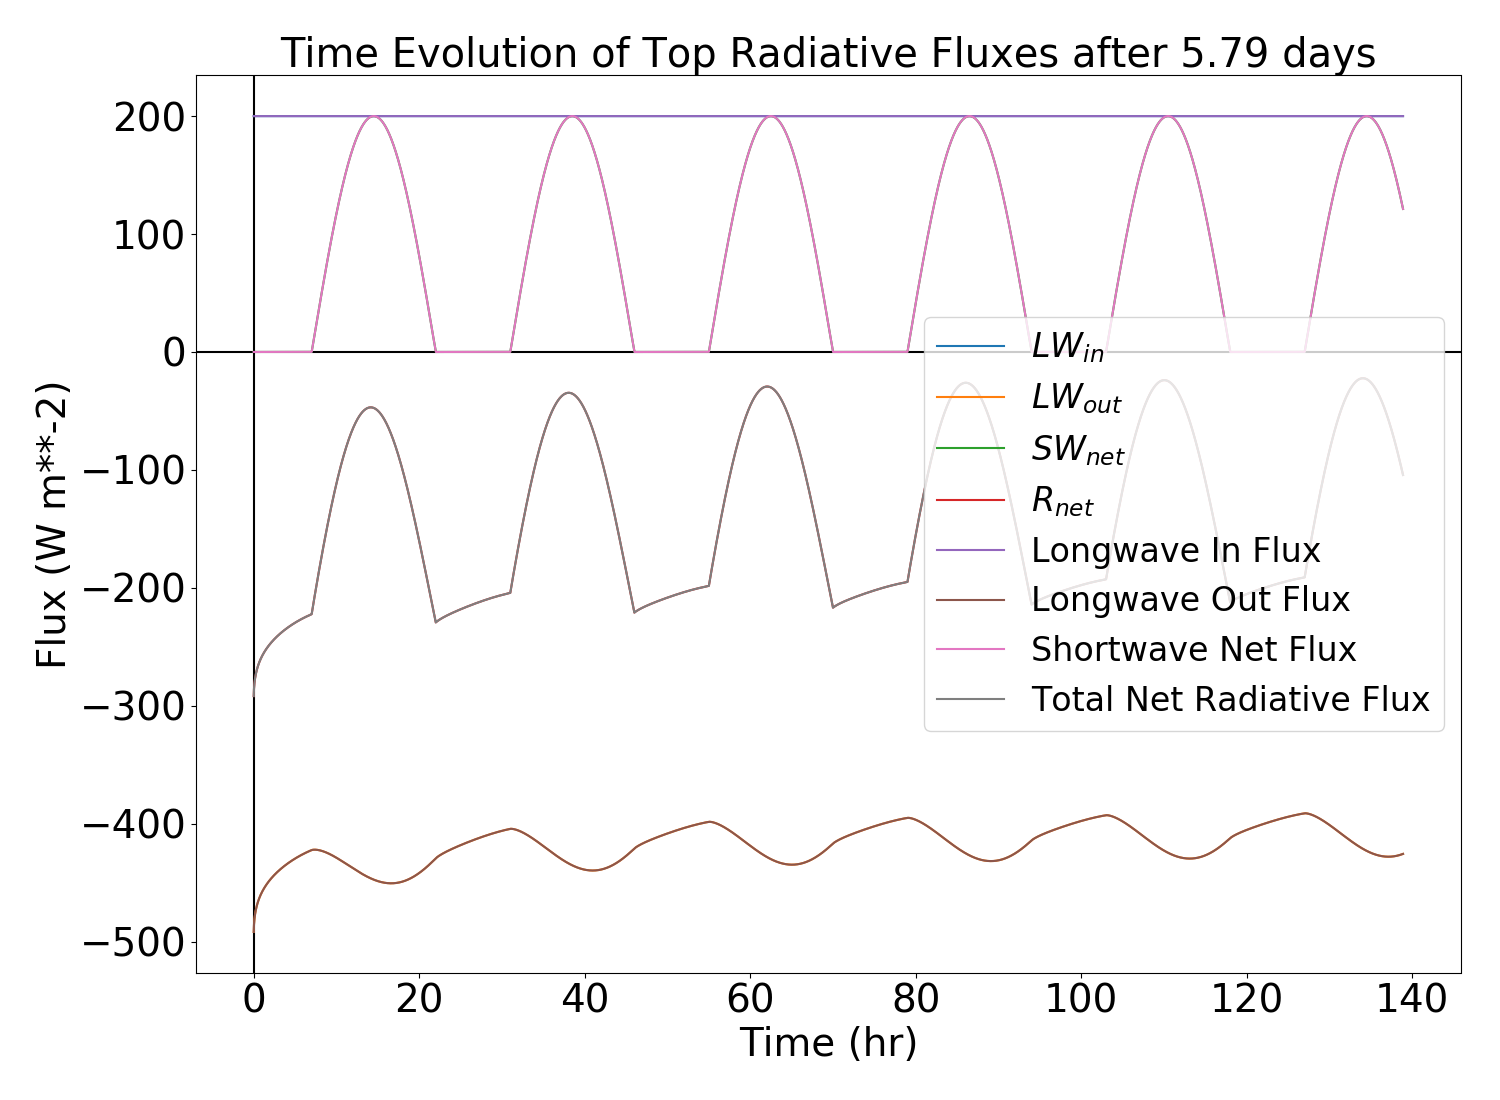 Time Evolution of Top Radiative Fluxes after 5.79 days
Flux (W m**-2)
200
100
0
−100
−200
−300
−400
−500
LW_in
LW_out
SW_net
R_net
Longwave In Flux
Longwave Out Flux
Shortwave Net Flux
Total Net Radiative Flux
0 20 40 60 80 100 120 140
Time (hr)